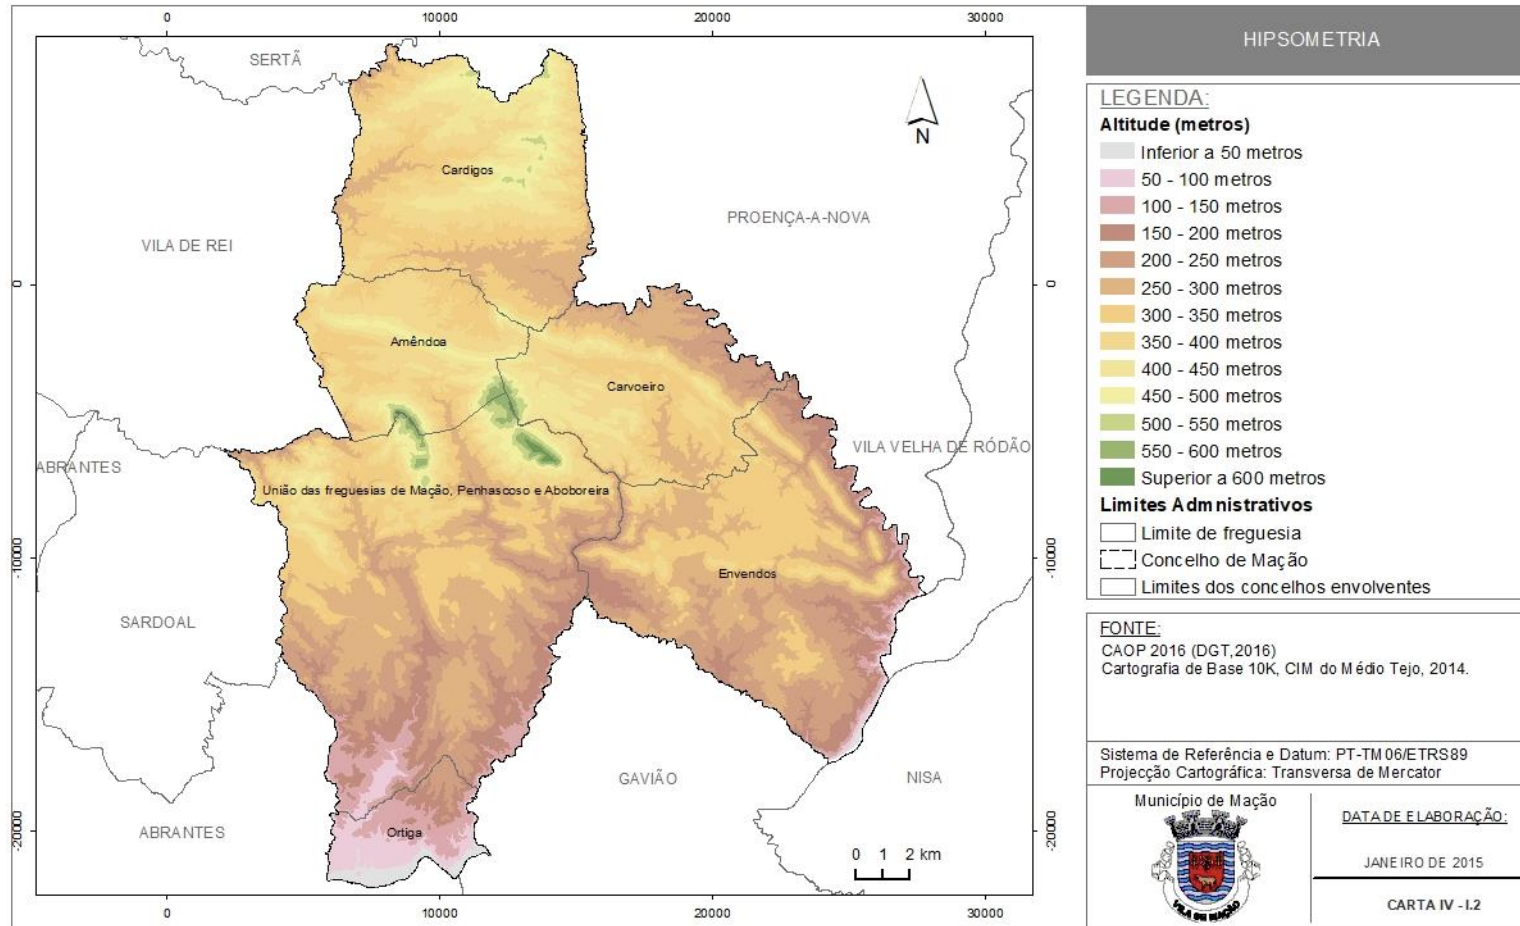 0 10000 20000 30000
SERTÃ
Cardigos
N
PROENÇA-A-NOVA
VILA DE REI
0
0
Amêndoa
Carvoeiro
VILA VELHA DE RÓDÃO
ABRANTES
União das freguesias de Mação, Penhascoso e Aboboreira
-10000
-10000
Envendos
SARDOAL
GAVIÃO
NISA
-20000
-20000
ABRANTES
Ortiga
0 1 2 km
0 10000 20000 30000
HIPSOMETRIA
LEGENDA:
Altitude (metros)
Inferior a 50 metros
50 - 100 metros
100 - 150 metros
150 - 200 metros
200 - 250 metros
250 - 300 metros
300 - 350 metros
350 - 400 metros
400 - 450 metros
450 - 500 metros
500 - 550 metros
550 - 600 metros
Superior a 600 metros
Limites Admnistrativos
Limite de freguesia
Concelho de Mação
Limites dos concelhos envolventes
FONTE:
CAOP 2016 (DGT,2016)
Cartografia de Base 10K, CIM do Médio Tejo, 2014.
Sistema de Referência e Datum: PT-TM06/ETRS89
Projecção Cartográfica: Transversa de Mercator
Município de Mação
VILA DE MAÇÃO
DATA DE ELABORAÇÃO:
JANEIRO DE 2015
CARTA IV - I.2